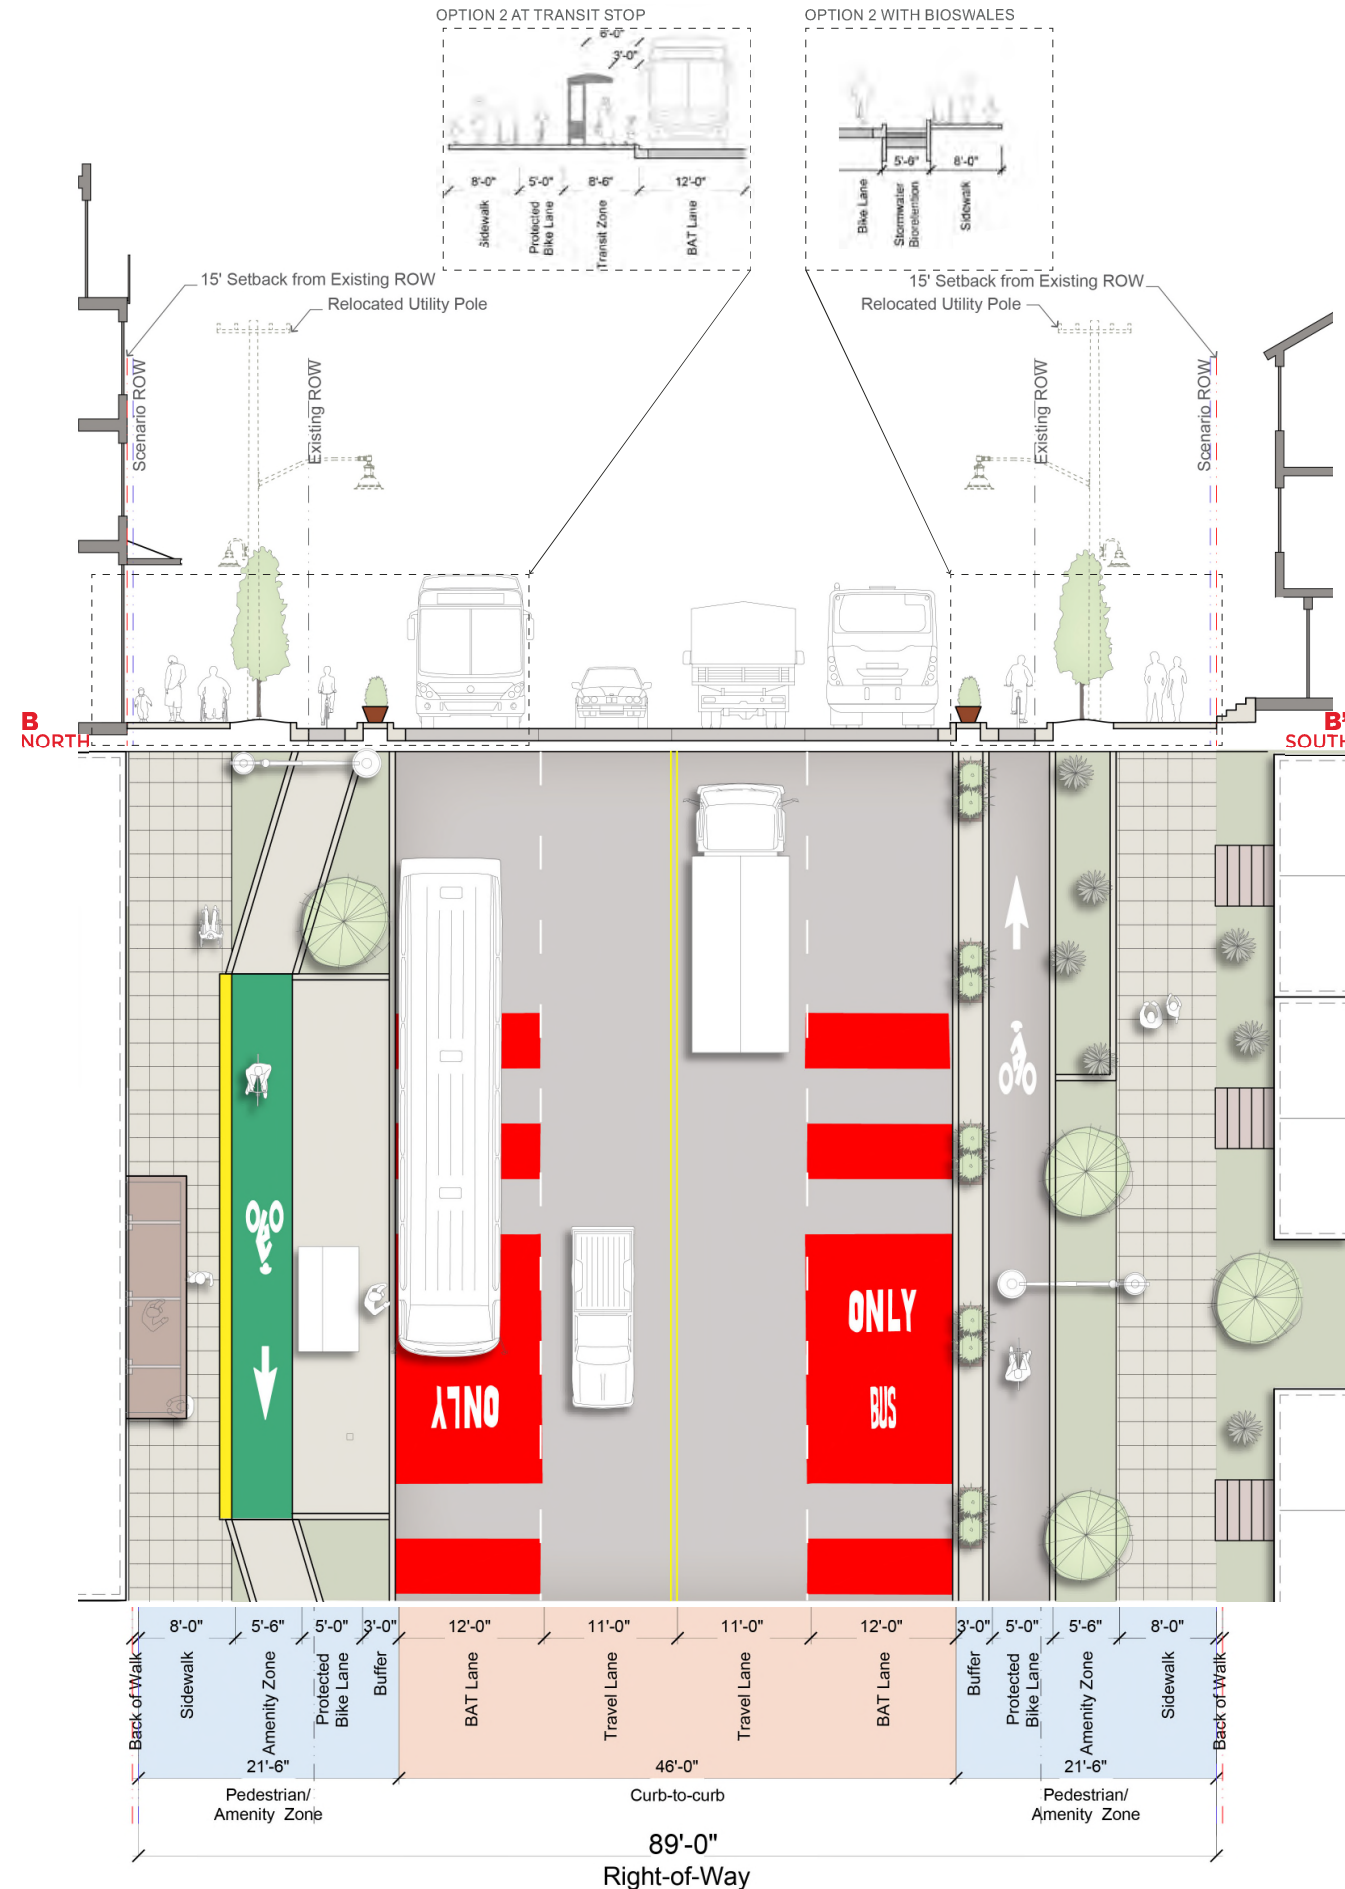 OPTION 2 AT TRANSIT STOP
OPTION 2 WITH BIOSWALES
6'-0"
3'-0"
8'-0"
5'-0"
8'-6"
12'-0"
Sidewalk
Protected
Bike Lane
Transit Zone
BAT Lane
5'-6"
8'-0"
Bike Lane
Stormwater
Bioretention
Sidewalk
15' Setback from Existing ROW
Relocated Utility Pole
15' Setback from Existing ROW
Relocated Utility Pole
Scenario ROW
Existing ROW
Existing ROW
Scenario ROW
B
NORTH
B'
SOUTH
ONLY
BUS
ONLY
8'-0"
5'-6"
5'-0"
3'-0"
12'-0"
11'-0"
11'-0"
12'-0"
3'-0"
5'-0"
5'-6"
8'-0"
Back of Walk
Sidewalk
Amenity Zone
Protected
Bike Lane
Buffer
BAT Lane
Travel Lane
Travel Lane
BAT Lane
Buffer
Protected
Bike Lane
Amenity Zone
Sidewalk
Back of Walk
21'-6"
46'-0"
21'-6"
Pedestrian/
Amenity Zone
Curb-to-curb
Pedestrian/
Amenity Zone
89'-0"
Right-of-Way